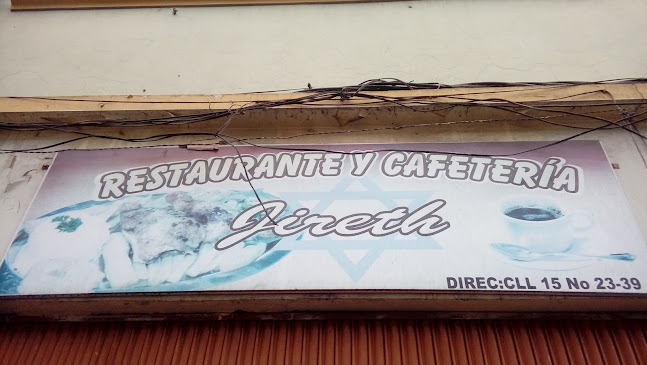 RESTAURANTE Y CAFETERÍA
Jireth
DIREC:CLL 15 No 23-39